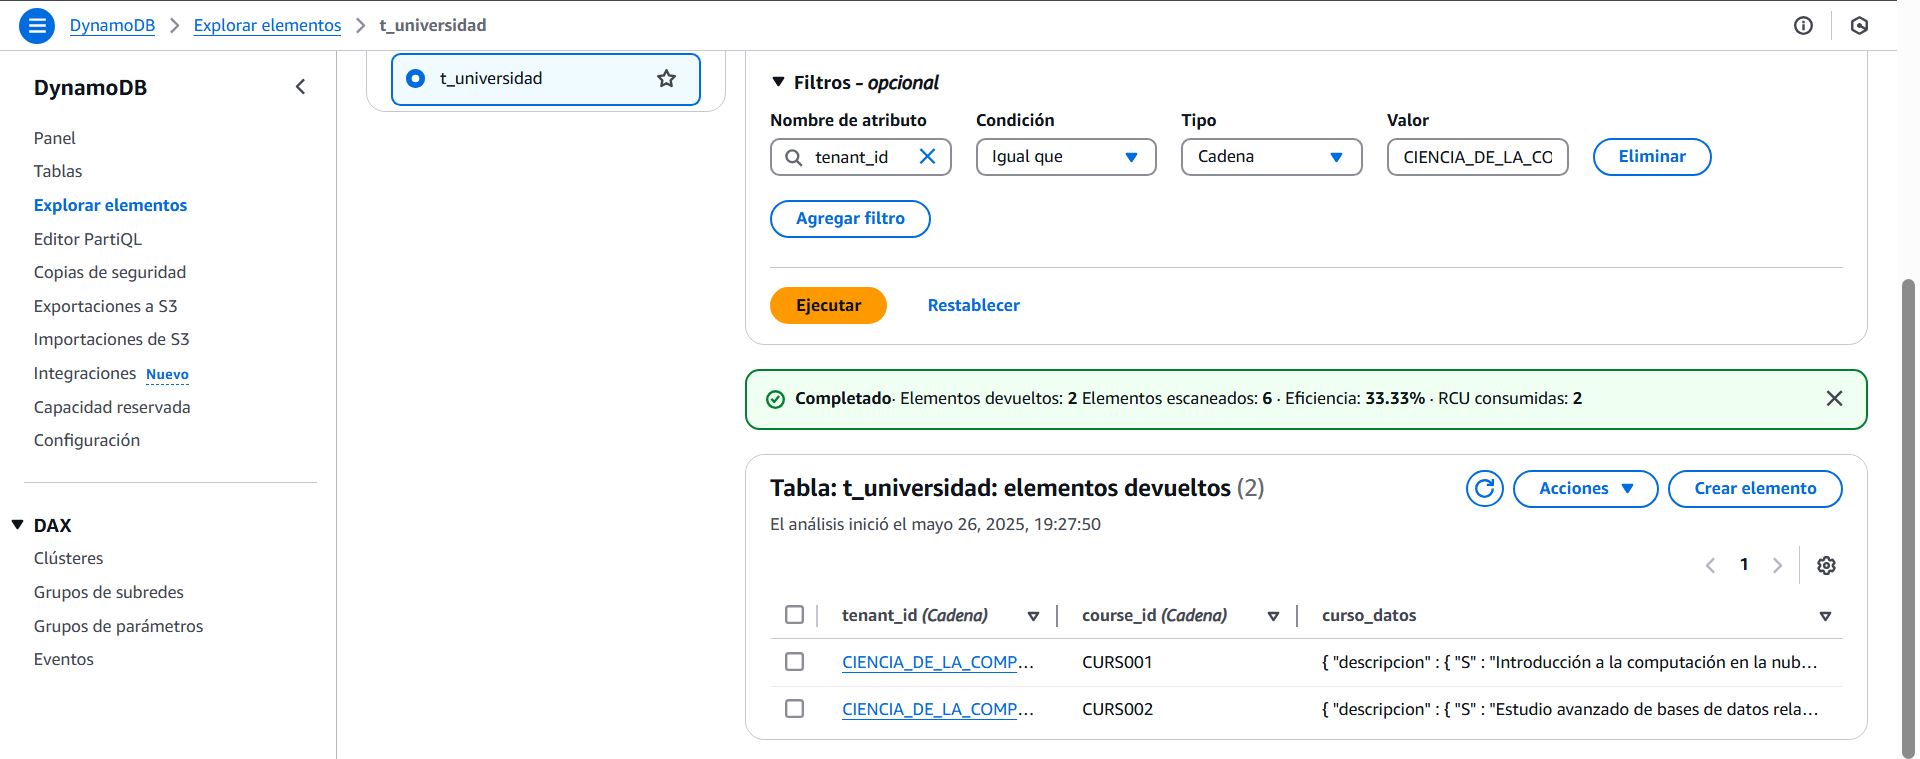 DynamoDB > Explorar elementos > t_universidad
DynamoDB
Panel
Tablas
Explorar elementos
Editor PartiQL
Copias de seguridad
Exportaciones a S3
Importaciones de S3
Integraciones Nuevo
Capacidad reservada
Configuración
DAX
Clústeres
Grupos de subredes
Grupos de parámetros
Eventos
t_universidad
Filtros - opcional
Nombre de atributo Condición Tipo Valor
tenant_id Igual que Cadena CIENCIA_DE_LA_CO Eliminar
Agregar filtro
Ejecutar Restablecer
Completado· Elementos devueltos: 2 Elementos escaneados: 6 · Eficiencia: 33.33% · RCU consumidas: 2
Tabla: t_universidad: elementos devueltos (2)
Acciones Crear elemento
El análisis inició el mayo 26, 2025, 19:27:50
1
tenant_id (Cadena) course_id (Cadena) curso_datos
CIENCIA_DE_LA_COMP... CURS001 { "descripcion" : { "S" : "Introducción a la computación en la nub...
CIENCIA_DE_LA_COMP... CURS002 { "descripcion" : { "S" : "Estudio avanzado de bases de datos rela...